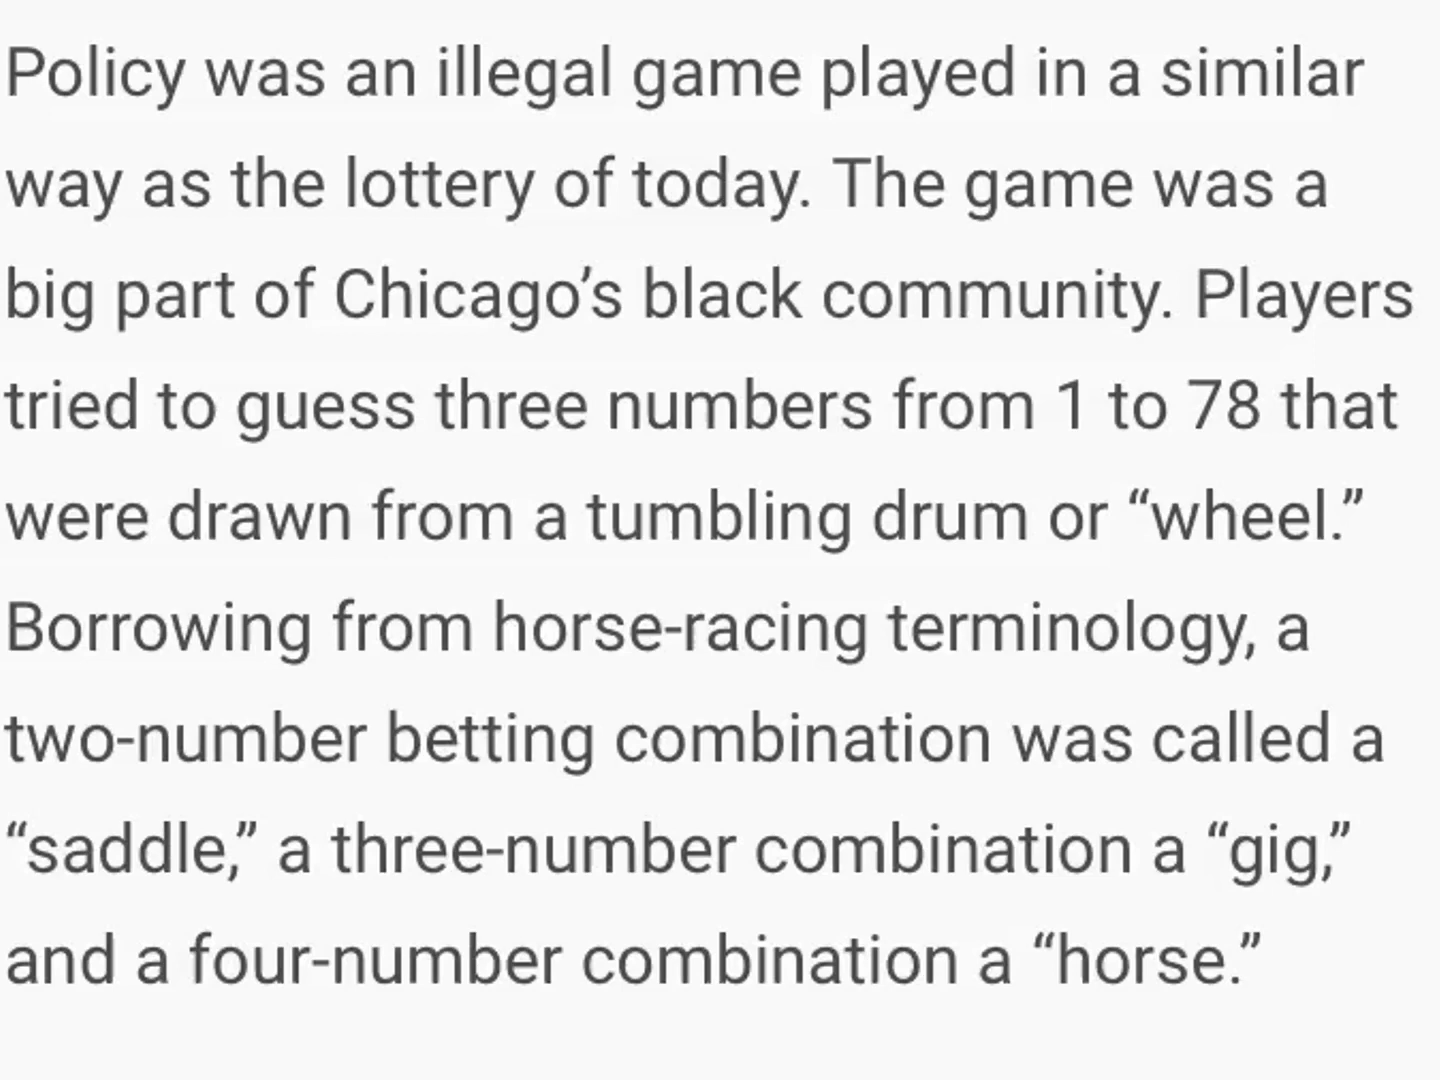 Policy was an illegal game played in a similar
way as the lottery of today. The game was a
big part of Chicago’s black community. Players
tried to guess three numbers from 1 to 78 that
were drawn from a tumbling drum or “wheel.”
Borrowing from horse-racing terminology, a
two-number betting combination was called a
“saddle,” a three-number combination a “gig,”
and a four-number combination a “horse.”